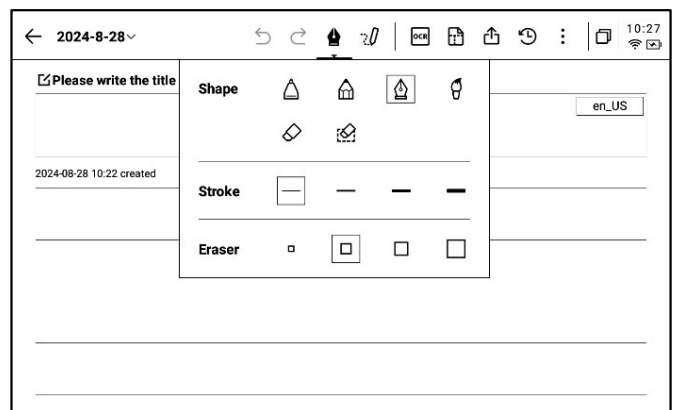 2024-8-28
OCR
T
10:27
Please write the title
Shape
en_US
2024-08-28 10:22 created
Stroke
Eraser